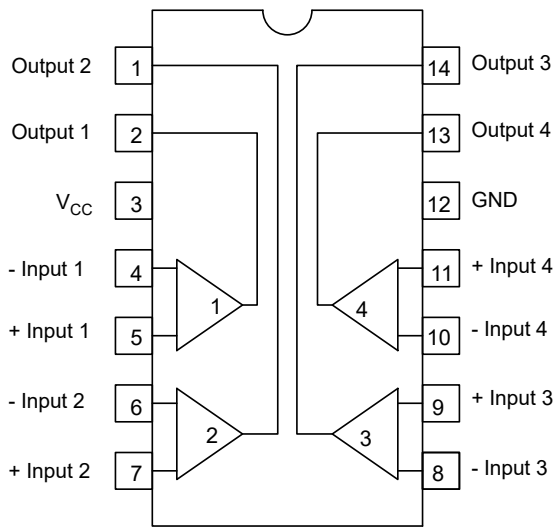 Output 2 1 14 Output 3
Output 1 2 13 Output 4
VCC 3 12 GND
- Input 1 4 11 + Input 4
1 4
+ Input 1 5 10 - Input 4
- Input 2 6 9 + Input 3
2 3
+ Input 2 7 8 - Input 3